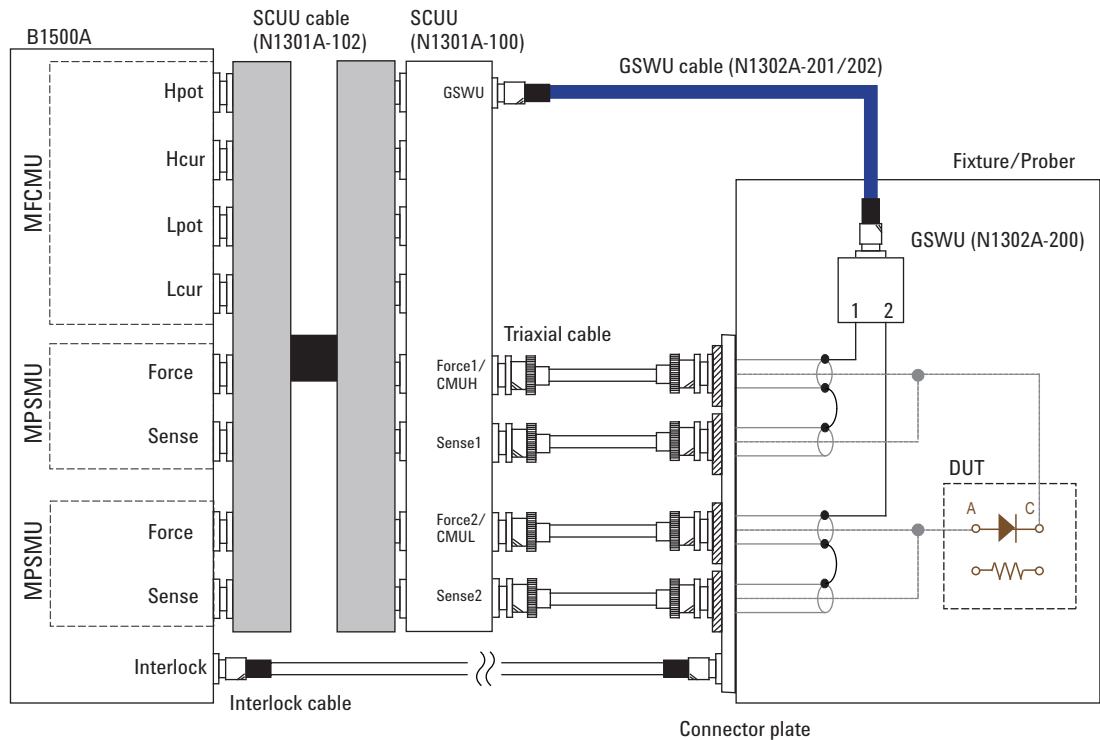 B1500A
SCUU cable
(N1301A-102)
SCUU
(N1301A-100)
GSWU cable (N1302A-201/202)
Fixture/Prober
MFCMU
Hpot
Hcur
Lpot
Lcur
GSWU
GSWU (N1302A-200)
1 2
Triaxial cable
MPSMU
Force
Sense
Force1/
CMUH
Sense1
MPSMU
Force
Sense
Force2/
CMUL
Sense2
DUT
A
C
Interlock
Interlock cable
Connector plate